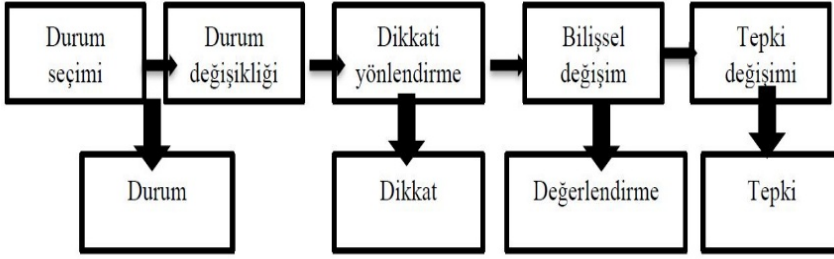 Durum
seçimi
Durum
değişikliği
Dikkati
yönlendirme
Bilişsel
değişim
Tepki
değişimi
Durum
Dikkat
Değerlendirme
Tepki